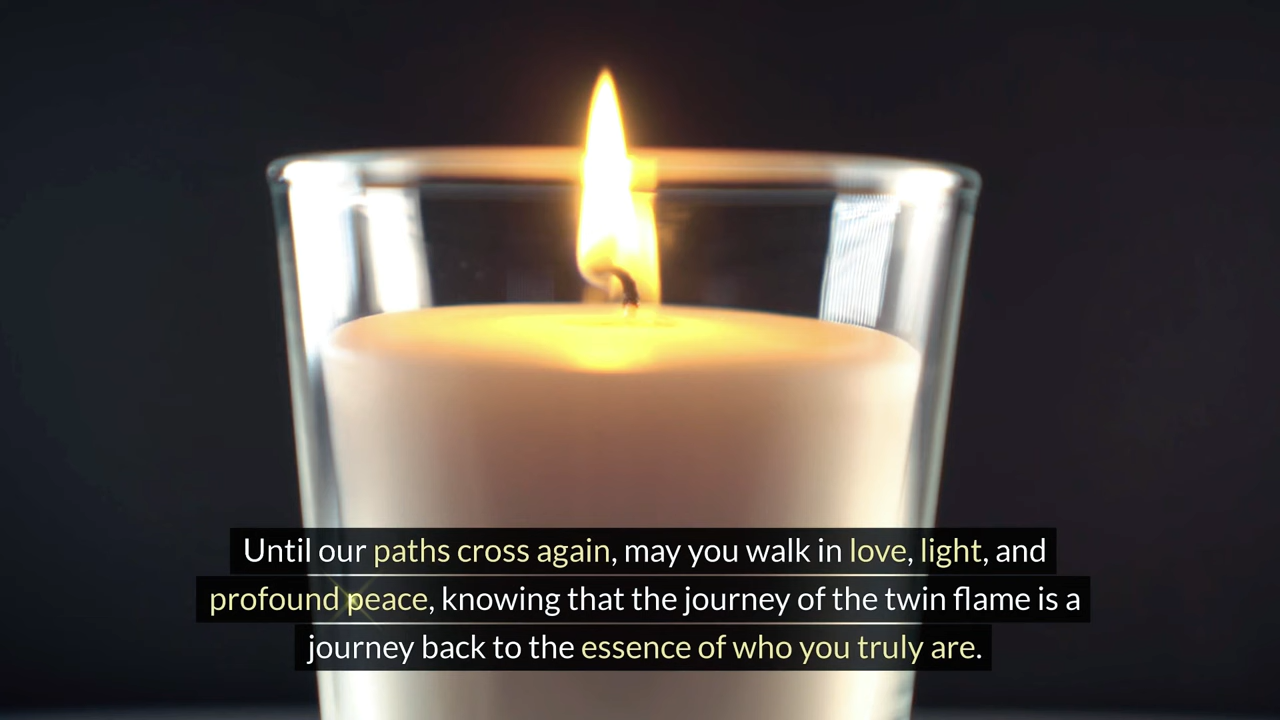 Until our paths cross again, may you walk in love, light, and
profound peace, knowing that the journey of the twin flame is a
journey back to the essence of who you truly are.